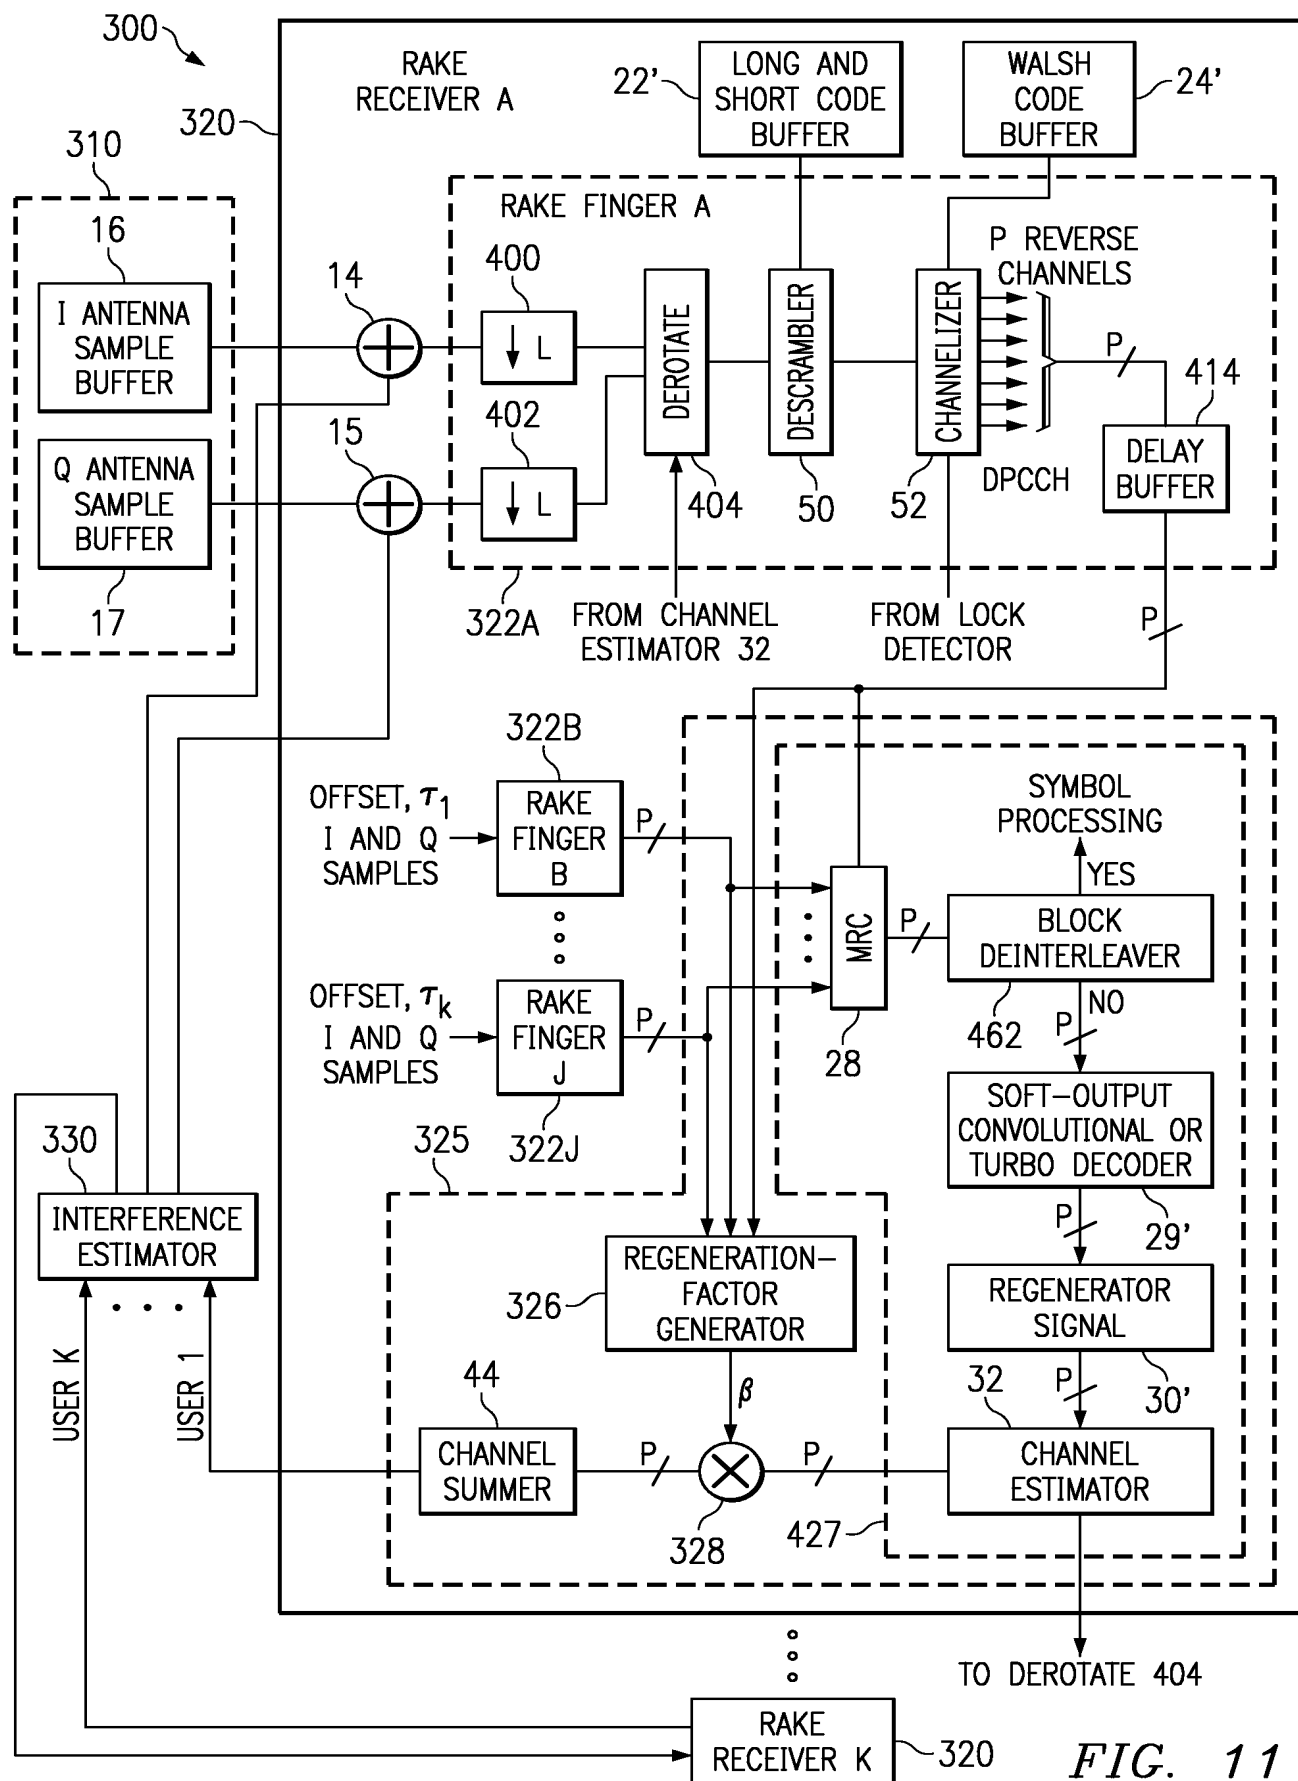 300
RAKE
RECEIVER A
22'
LONG AND
SHORT CODE
BUFFER
WALSH
CODE
BUFFER
24'
320
310
16
I ANTENNA
SAMPLE
BUFFER
Q ANTENNA
SAMPLE
BUFFER
17
14
15
RAKE FINGER A
400
↓ L
402
↓ L
DEROTATE
404
DESCRAMBLER
50
CHANNELIZER
52
P REVERSE
CHANNELS
DPCCH
P
414
DELAY
BUFFER
322A
FROM CHANNEL
ESTIMATOR 32
FROM LOCK
DETECTOR
P
322B
OFFSET, τ1
I AND Q
SAMPLES
RAKE
FINGER
B
P
OFFSET, τk
I AND Q
SAMPLES
RAKE
FINGER
J
P
322J
SYMBOL
PROCESSING
YES
MRC
28
P
BLOCK
DEINTERLEAVER
462
NO
P
SOFT-OUTPUT
CONVOLUTIONAL OR
TURBO DECODER
29'
P
REGENERATOR
SIGNAL
30'
P
32
CHANNEL
ESTIMATOR
325
330
INTERFERENCE
ESTIMATOR
USER K
USER 1
REGENERATION-
FACTOR
GENERATOR
326
β
44
CHANNEL
SUMMER
P
328
P
427
TO DEROTATE 404
RAKE
RECEIVER K
320
FIG. 11